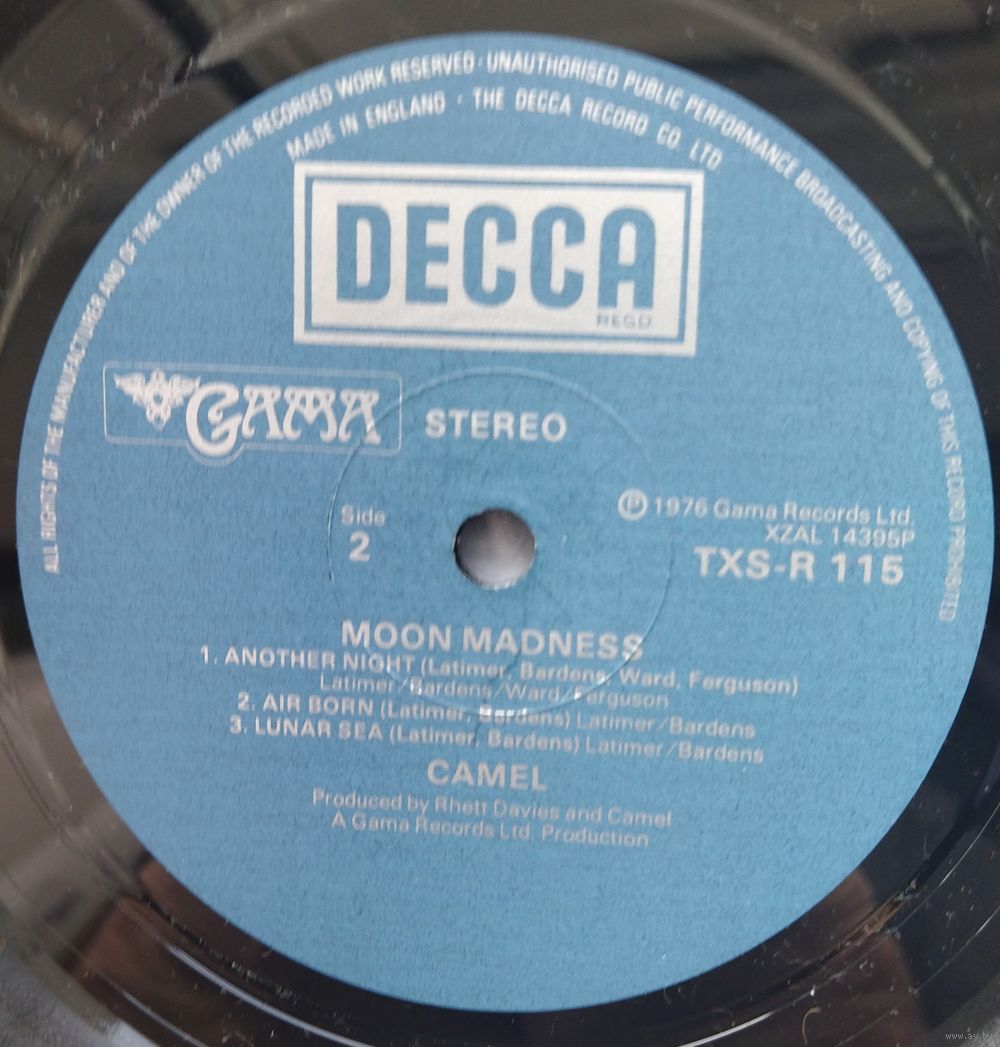 ALL RIGHTS OF THE MANUFACTURER AND OF THE OWNER OF THE RECORDED WORK RESERVED · UNAUTHORISED PUBLIC PERFORMANCE BROADCASTING AND COPYING OF THIS RECORD PROHIBITED
MADE IN ENGLAND · THE DECCA RECORD CO. LTD.
DECCA
REGD
GAMA
STEREO
Side
2
℗ 1976 Gama Records Ltd.
XZAL 14395P
TXS-R 115
MOON MADNESS
1. ANOTHER NIGHT (Latimer, Bardens, Ward, Ferguson)
Latimer/Bardens/Ward/Ferguson
2. AIR BORN (Latimer, Bardens) Latimer/Bardens
3. LUNAR SEA (Latimer, Bardens) Latimer/Bardens
CAMEL
Produced by Rhett Davies and Camel
A Gama Records Ltd. Production
www.ay.by